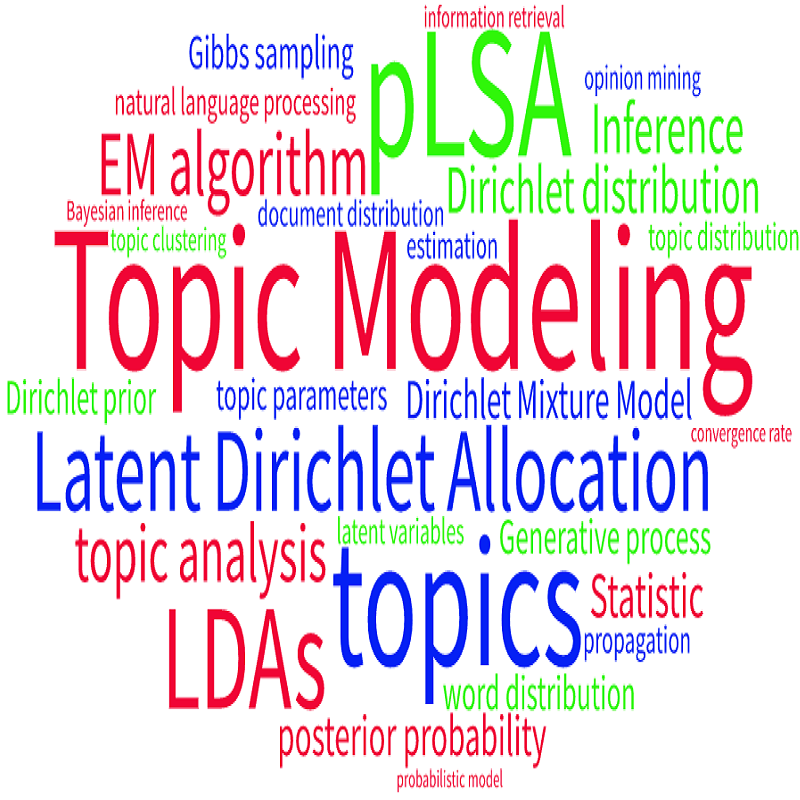 information retrieval
Gibbs sampling
pLSA
opinion mining
natural language processing
Inference
EM algorithm
Dirichlet distribution
Bayesian inference
document distribution
topic clustering
estimation
topic distribution
Topic Modeling
Dirichlet prior
topic parameters
Dirichlet Mixture Model
convergence rate
Latent Dirichlet Allocation
latent variables
Generative process
topic analysis
topics
Statistic
LDAs
propagation
word distribution
posterior probability
probabilistic model